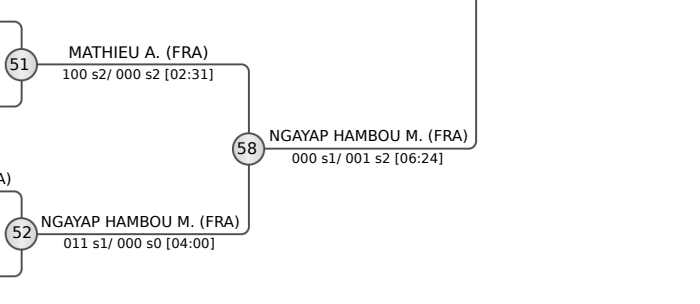 MATHIEU A. (FRA)
51
100 s2/ 000 s2 [02:31]
NGAYAP HAMBOU M. (FRA)
58
000 s1/ 001 s2 [06:24]
A)
NGAYAP HAMBOU M. (FRA)
52
011 s1/ 000 s0 [04:00]